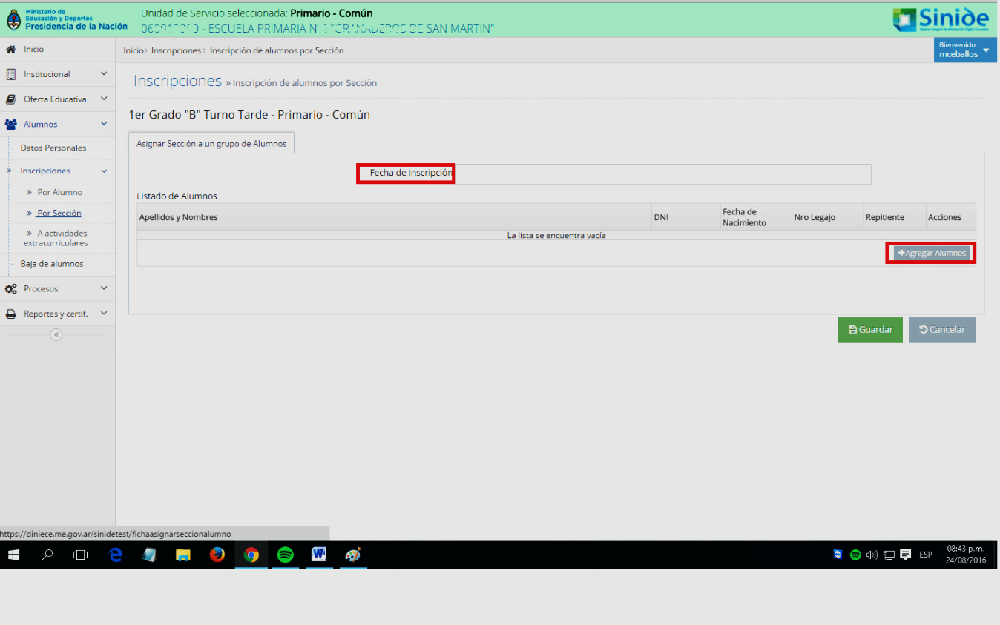 Ministerio de
Educación y Deportes
Presidencia de la Nación
Unidad de Servicio seleccionada: Primario - Común
- ESCUELA PRIMARIA DE SAN MARTIN"
Sinide
Inicio
Institucional
Oferta Educativa
Alumnos
Datos Personales
Inscripciones
Por Alumno
Por Sección
A actividades
extracurriculares
Baja de alumnos
Procesos
Reportes y certif.
Inicio> Inscripciones> Inscripción de alumnos por Sección
Bienvenido
mceballos
Inscripciones » Inscripción de alumnos por Sección
1er Grado "B" Turno Tarde - Primario - Común
Asignar Sección a un grupo de Alumnos
Fecha de Inscripción
Listado de Alumnos
Apellidos y Nombres DNI Fecha de Nacimiento Nro Legajo Repitiente Acciones
La lista se encuentra vacía
+Agregar Alumnos
Guardar Cancelar
https://diniece.me.gov.ar/sinidetest/fichaasignarseccionalumno
ESP
08:43 p.m.
24/08/2016